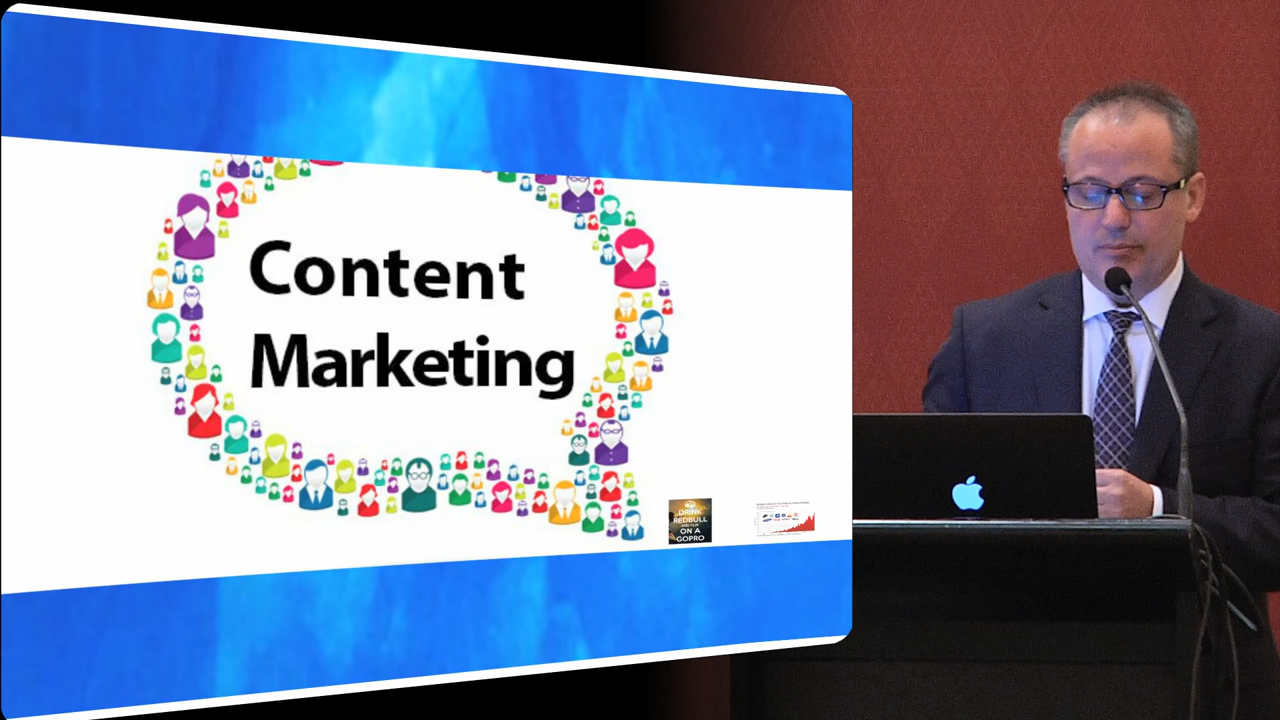 Content
Marketing
DRINK
REDBULL
ON A
GOPRO